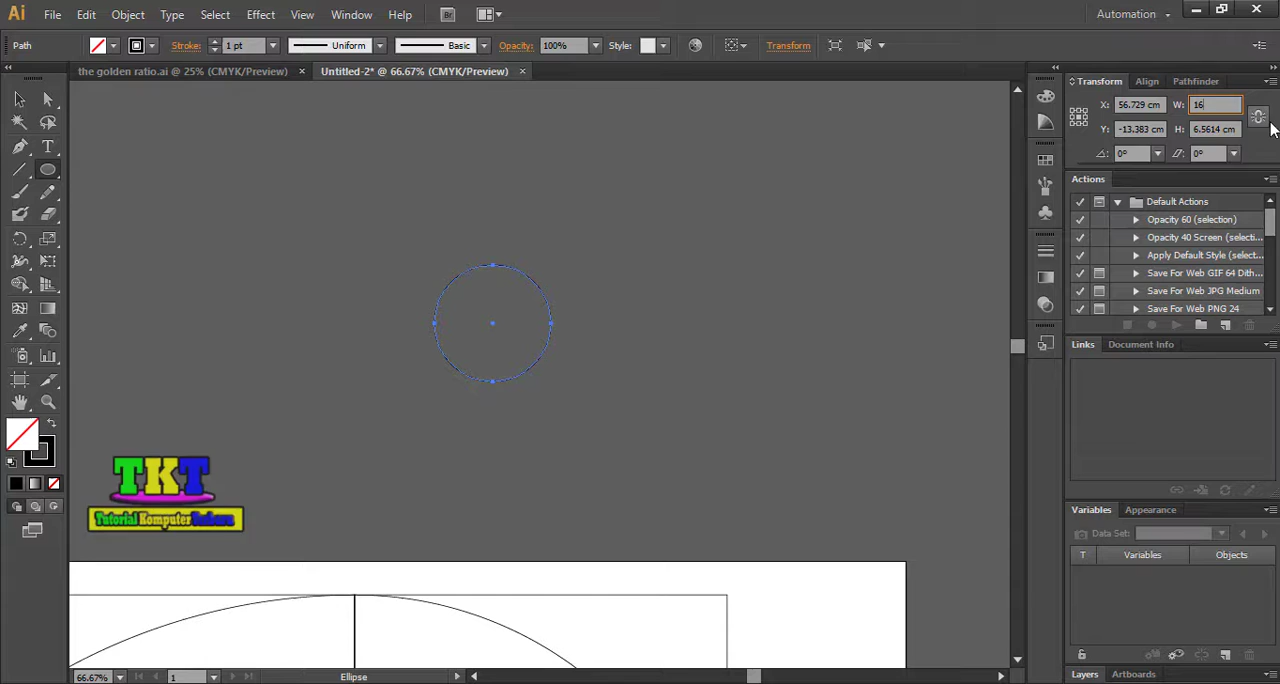 Ai File Edit Object Type Select Effect View Window Help Br Automation
Path Stroke: 1 pt Uniform Basic Opacity: 100% Style: Transform
the golden ratio.ai @ 25% (CMYK/Preview) × Untitled-2* @ 66.67% (CMYK/Preview) ×
Transform Align Pathfinder
X: 56.729 cm W: 16
Y: -13.383 cm H: 6.5614 cm
0° 0°
Actions
Default Actions
Opacity 60 (selection)
Opacity 40 Screen (selecti...
Apply Default Style (select...
Save For Web GIF 64 Dith...
Save For Web JPG Medium
Save For Web PNG 24
Links Document Info
TKT
Tutorial Komputer
Variables Appearance
Data Set:
T Variables Objects
Layers Artboards
66.67% 1 Ellipse